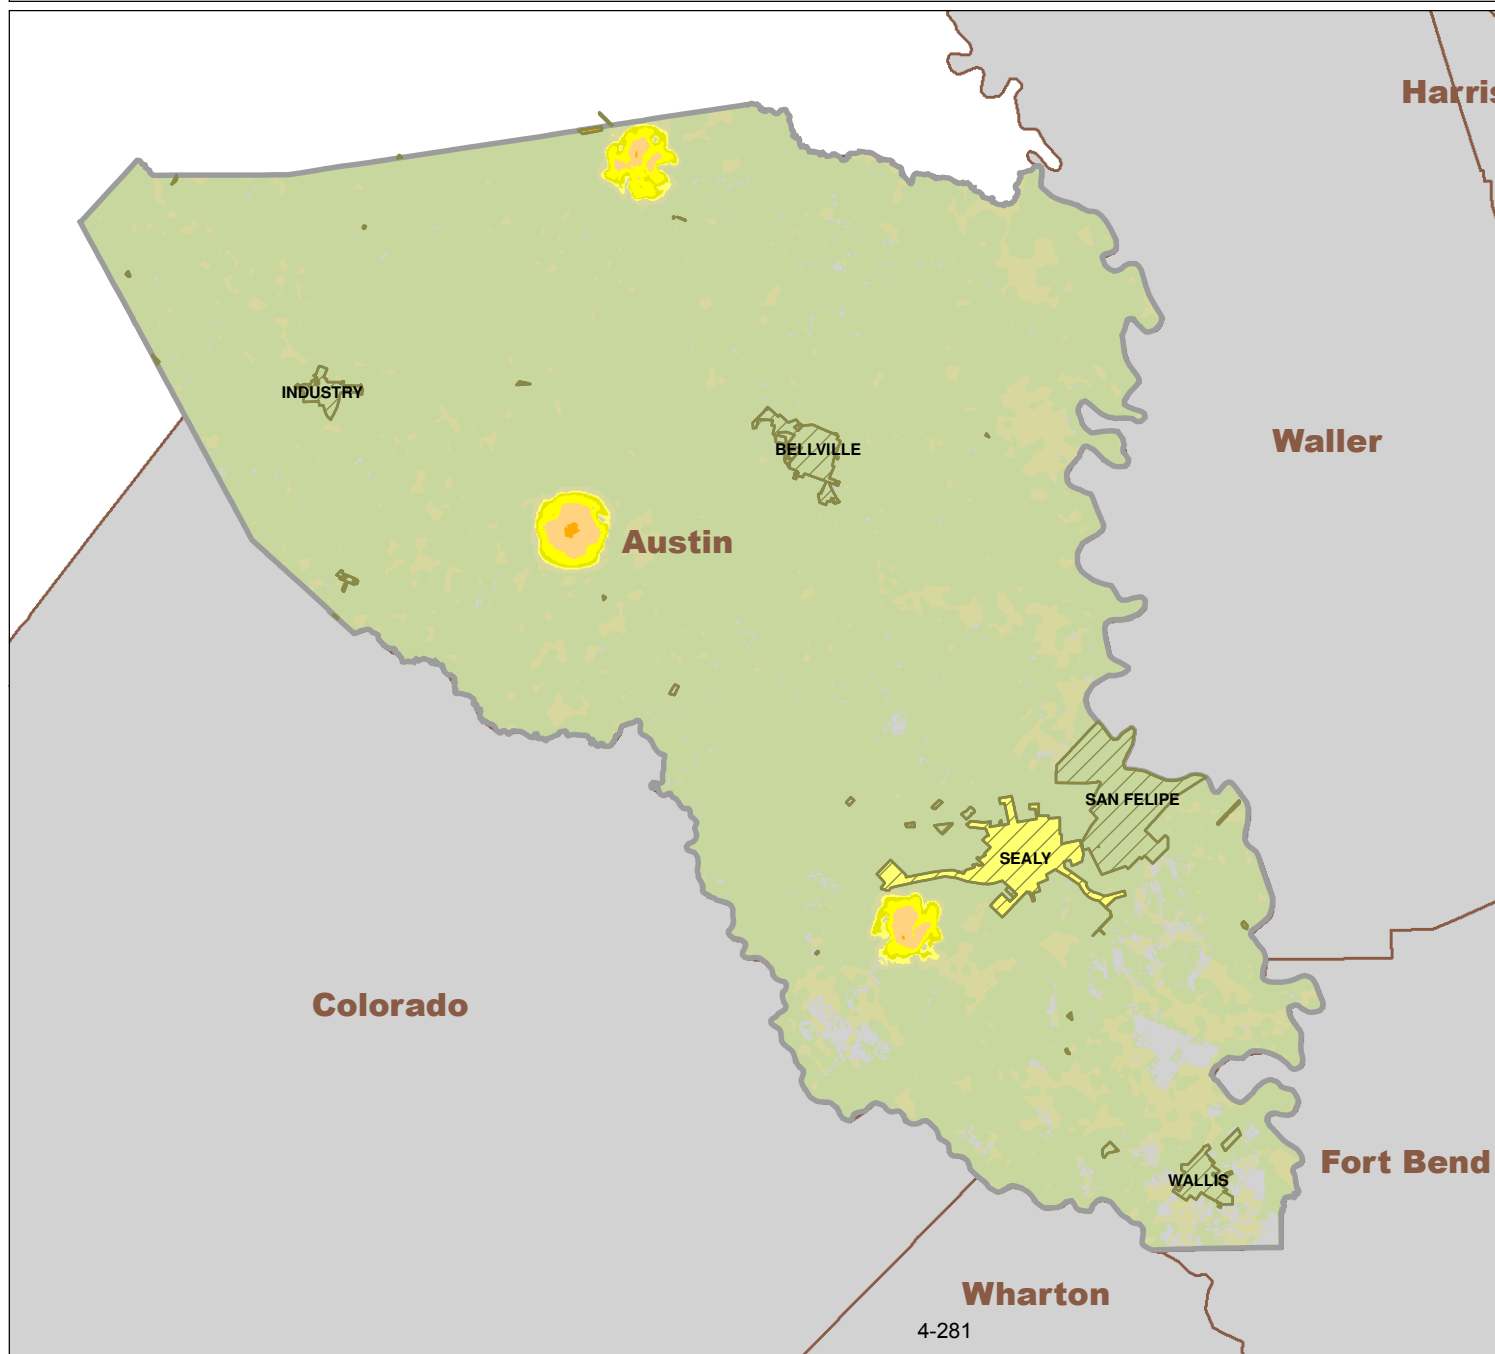 Harris
INDUSTRY
Waller
BELLVILLE
Austin
SAN FELIPE
SEALY
Colorado
Fort Bend
WALLIS
Wharton
4-281